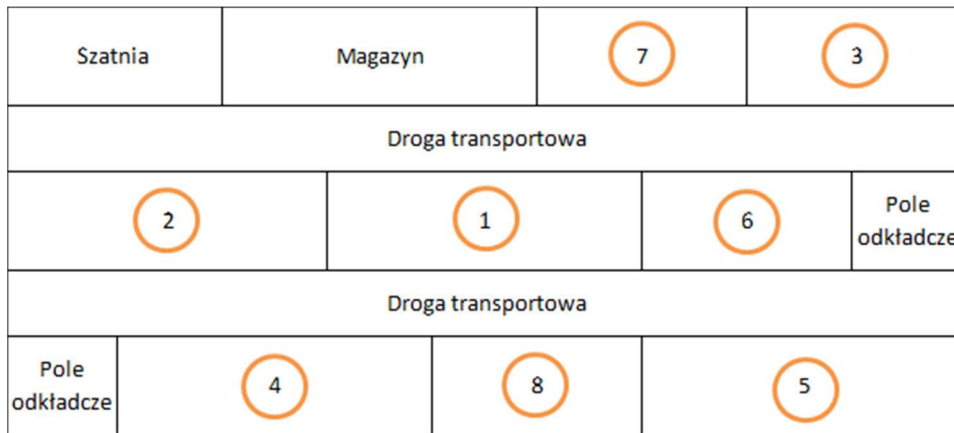 Szatnia Magazyn 7 3
Droga transportowa
2 1 6 Pole
odkładcze
Droga transportowa
Pole
odkładcze 4 8 5